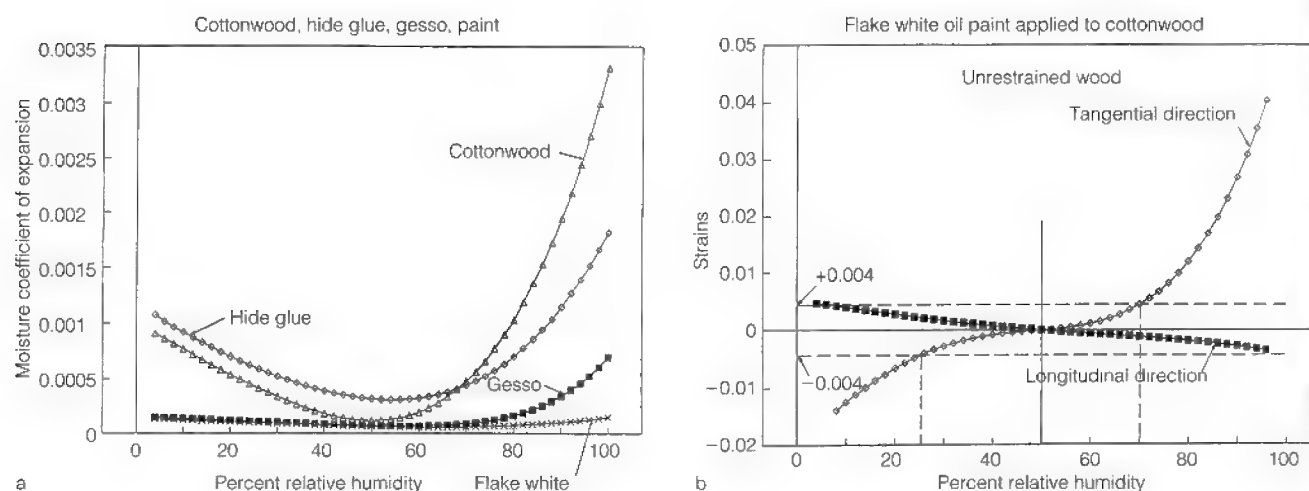 Cottonwood, hide glue, gesso, paint
Moisture coefficient of expansion
0.0035
0.003
0.0025
0.002
0.0015
0.001
0.0005
0
Cottonwood
Hide glue
Gesso
Flake white
0 20 40 60 80 100
Percent relative humidity
a
Flake white oil paint applied to cottonwood
Strains
0.05
0.04
0.03
0.02
0.01
0
−0.01
−0.02
Unrestrained wood
Tangential direction
+0.004
−0.004
Longitudinal direction
0 20 40 60 80 100
Percent relative humidity
b